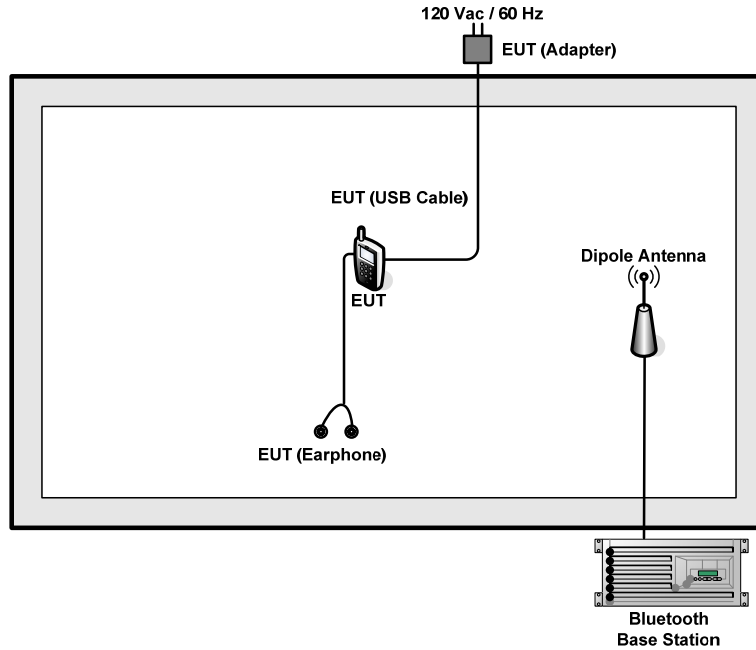 120 Vac / 60 Hz
EUT (Adapter)
EUT (USB Cable)
Dipole Antenna
EUT
EUT (Earphone)
Bluetooth
Base Station